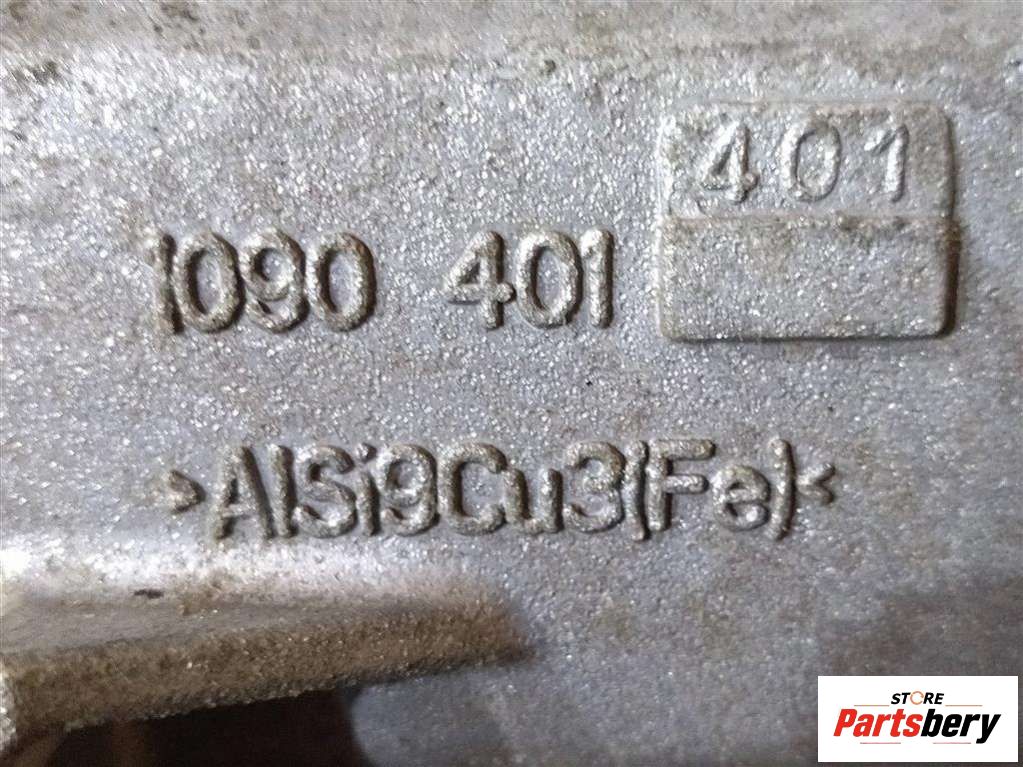 401
1090 401
>AlSi9Cu3(Fe)<
STORE
Partsbery